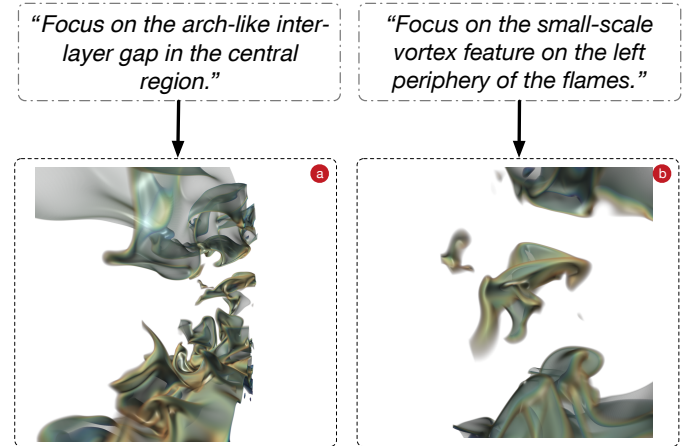 “Focus on the arch-like inter-
layer gap in the central
region.”
“Focus on the small-scale
vortex feature on the left
periphery of the flames.”
a
b